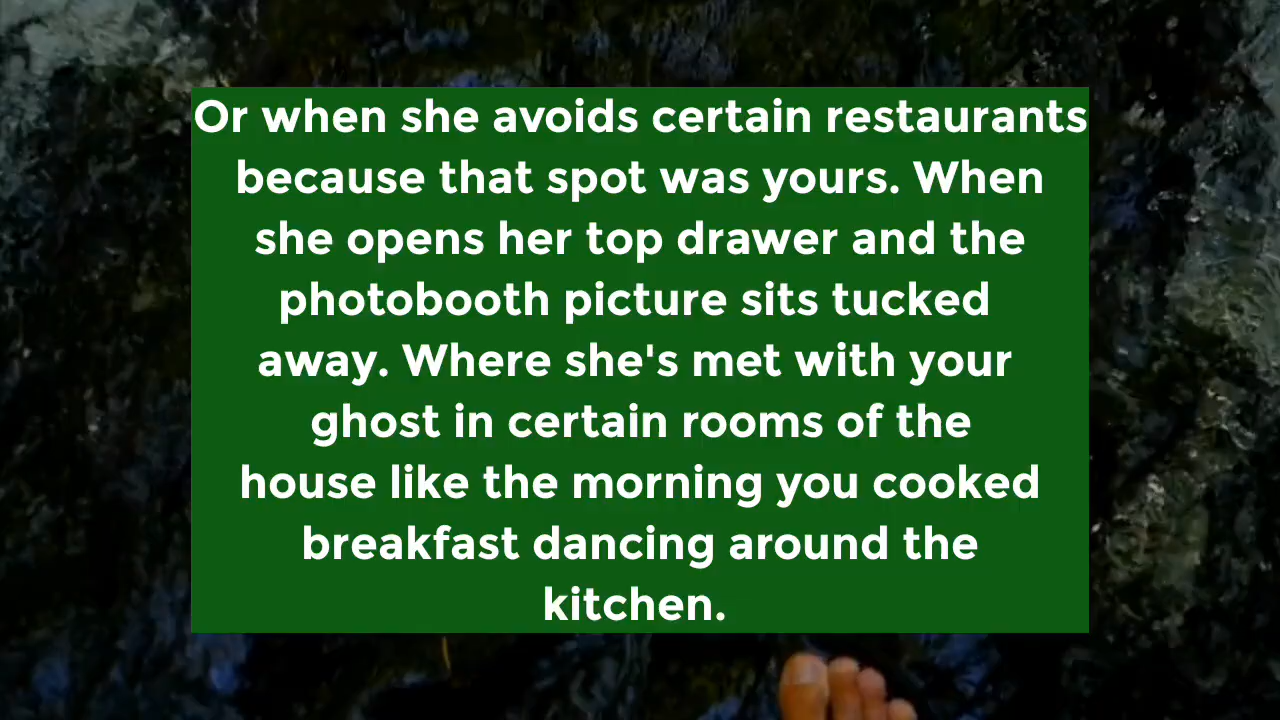 Or when she avoids certain restaurants
because that spot was yours. When
she opens her top drawer and the
photobooth picture sits tucked
away. Where she's met with your
ghost in certain rooms of the
house like the morning you cooked
breakfast dancing around the
kitchen.